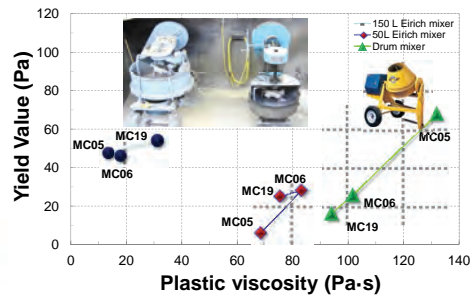 150 L Eirich mixer
50L Eirich mixer
Drum mixer
Yield Value (Pa)
120
100
80
60
40
20
0
MC05
MC19
MC06
MC05
MC06
MC19
MC05
MC06
MC19
0 20 40 60 80 100 120 140
Plastic viscosity (Pa·s)